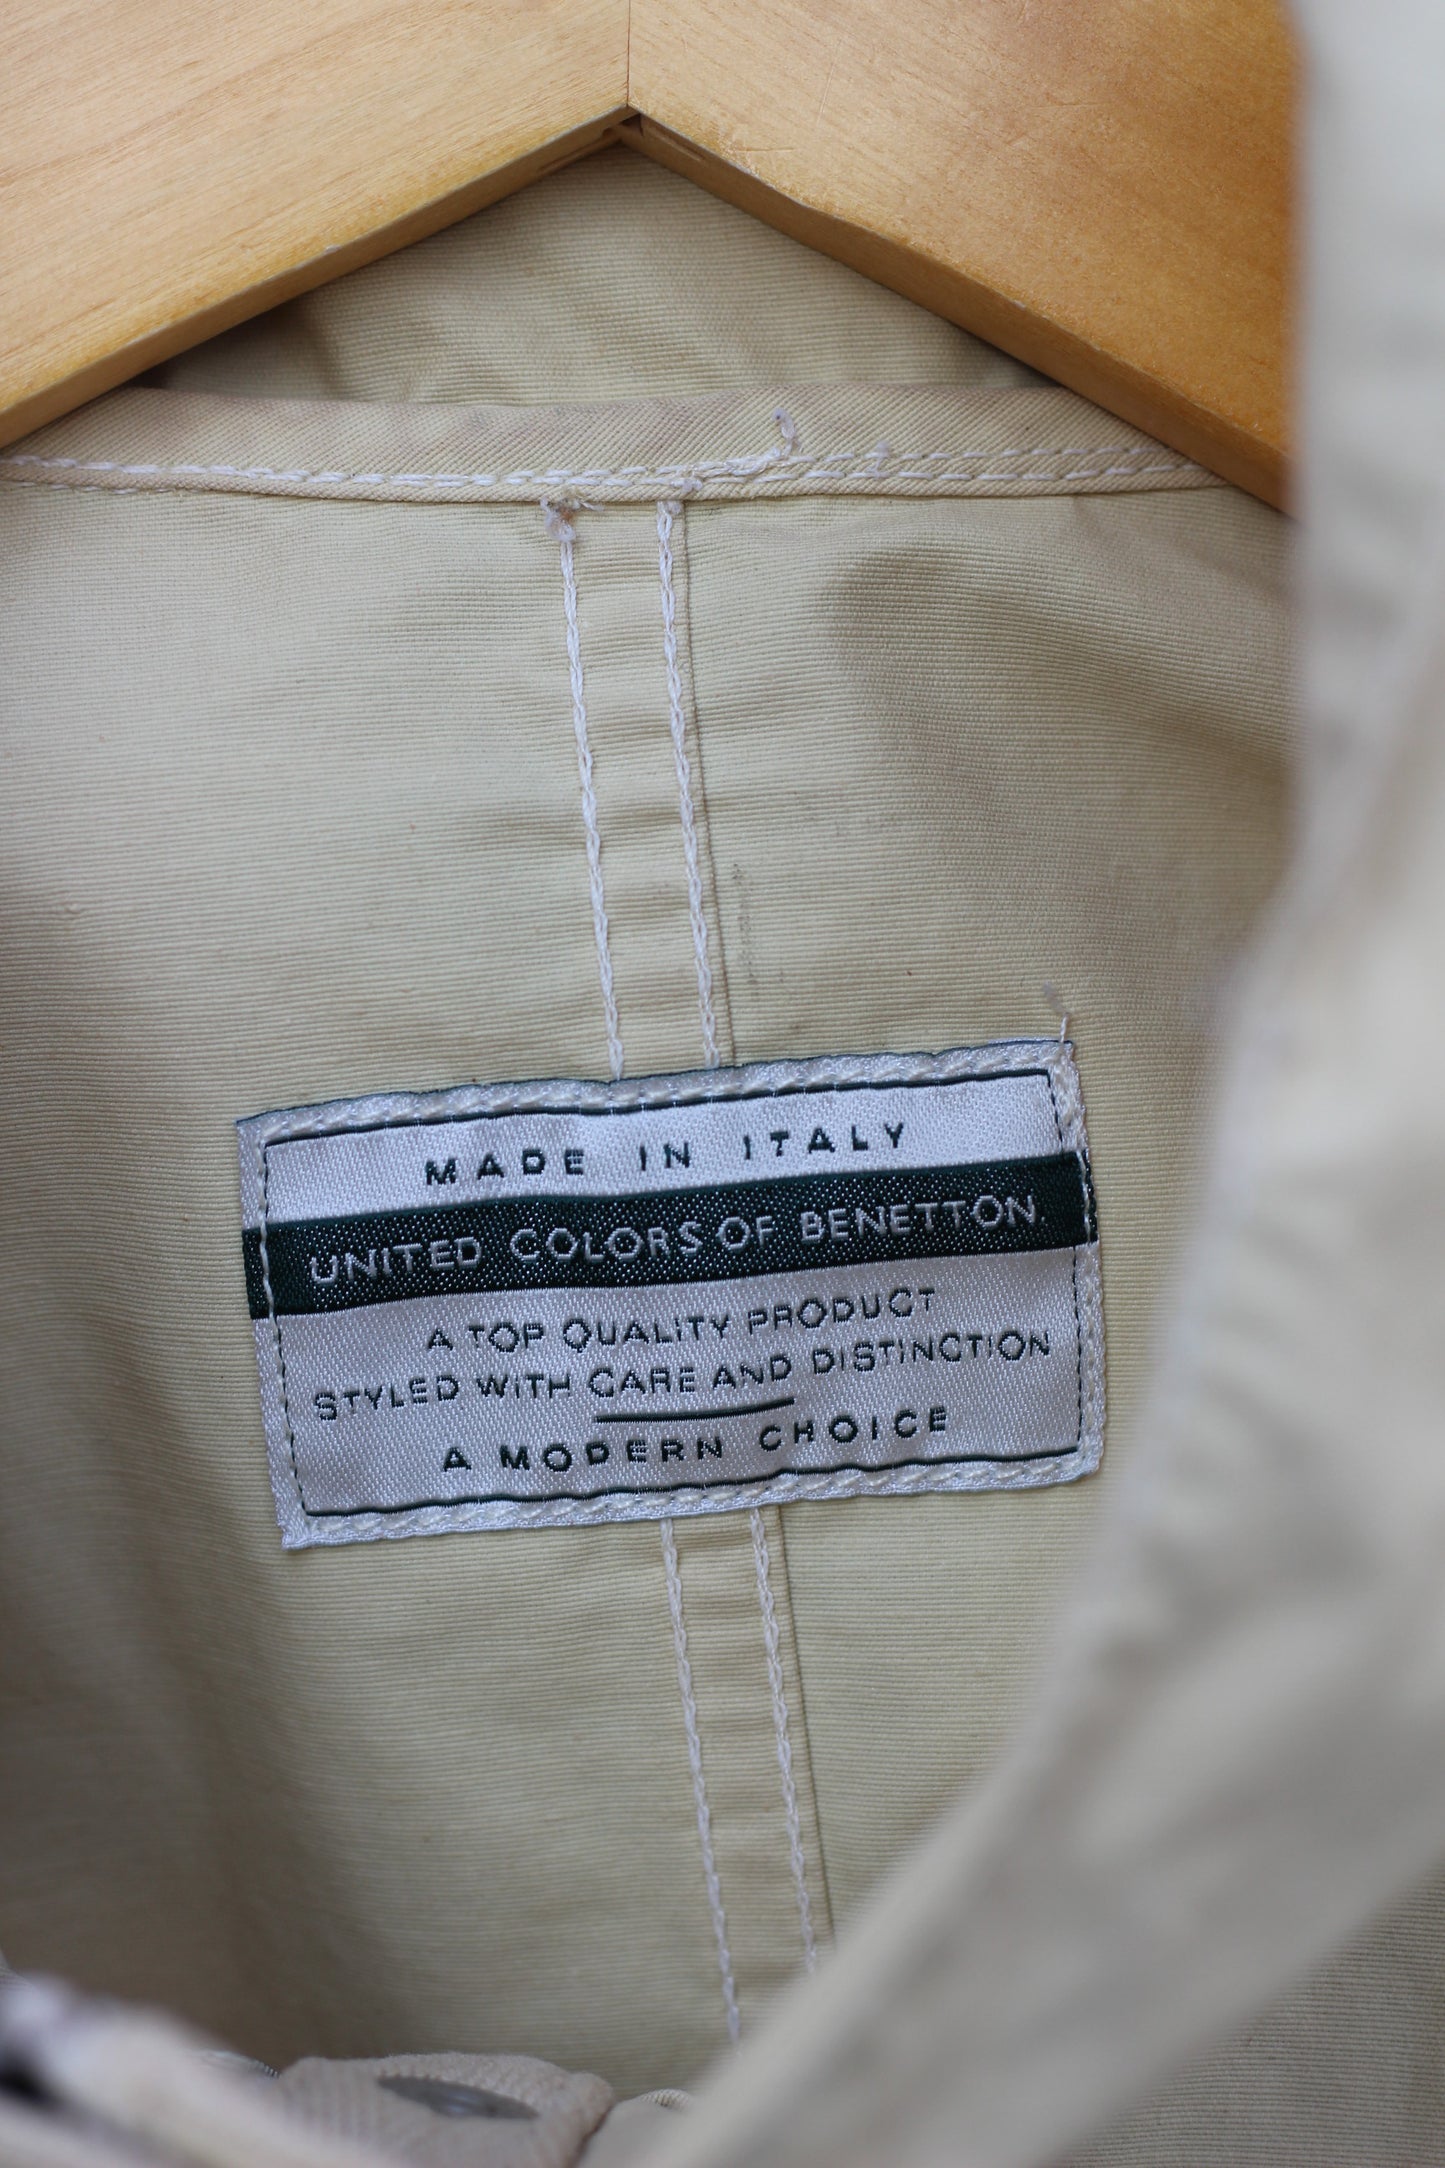 MADE IN ITALY
UNITED COLORS OF BENETTON.
A TOP QUALITY PRODUCT
STYLED WITH CARE AND DISTINCTION
A MODERN CHOICE